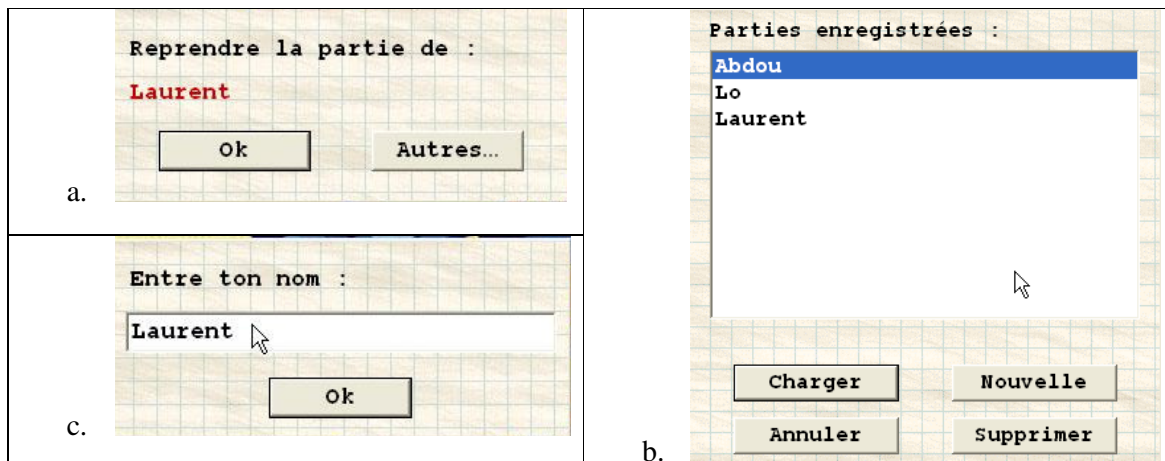 Reprendre la partie de :
Laurent
Ok Autres...
a.
Entre ton nom :
Laurent
Ok
c.
Parties enregistrées :
Abdou
Lo
Laurent
Charger Nouvelle
Annuler Supprimer
b.